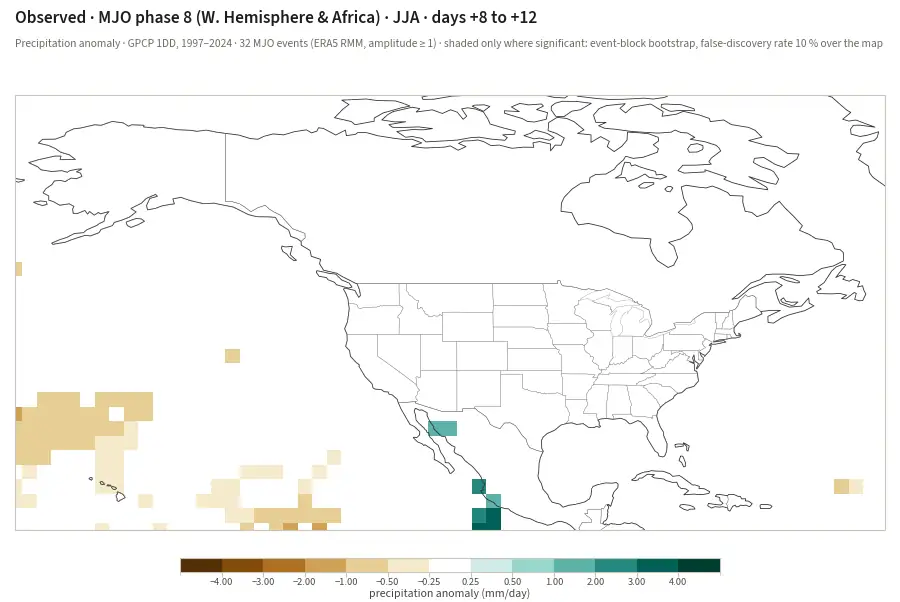 Observed · MJO phase 8 (W. Hemisphere & Africa) · JJA · days +8 to +12
Precipitation anomaly · GPCP 1DD, 1997–2024 · 32 MJO events (ERA5 RMM, amplitude ≥ 1) · shaded only where significant: event-block bootstrap, false-discovery rate 10 % over the map
−4.00 −3.00 −2.00 −1.00 −0.50 −0.25 0.25 0.50 1.00 2.00 3.00 4.00
precipitation anomaly (mm/day)